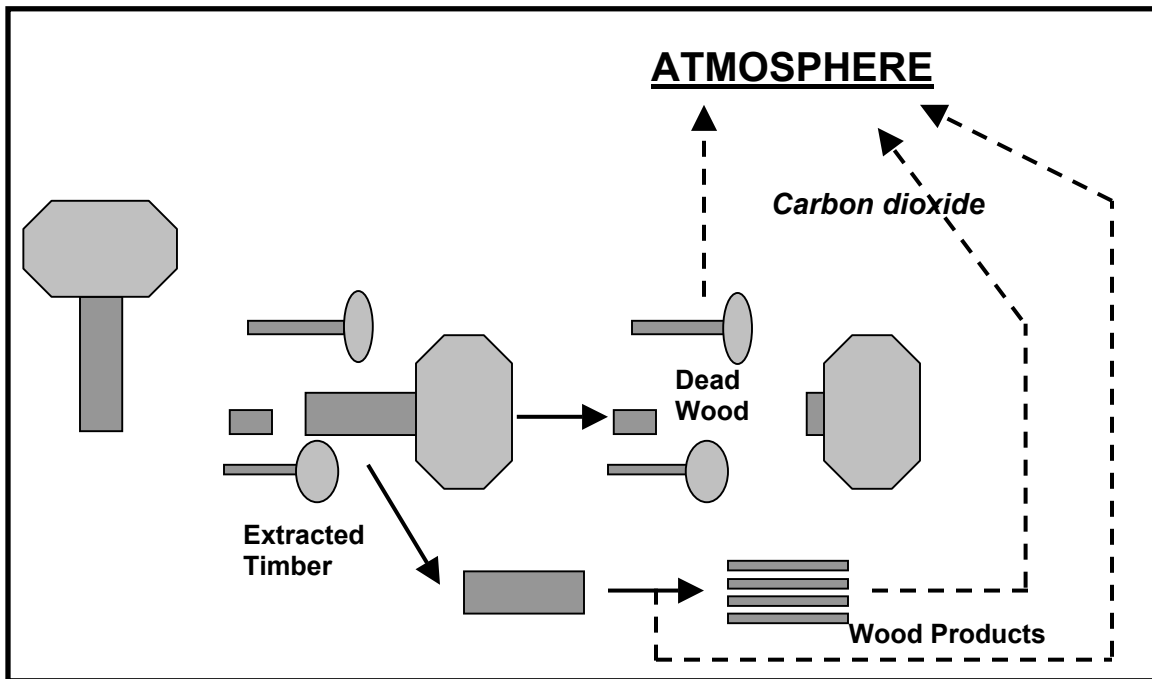 ATMOSPHERE
Carbon dioxide
Dead
Wood
Extracted
Timber
Wood Products